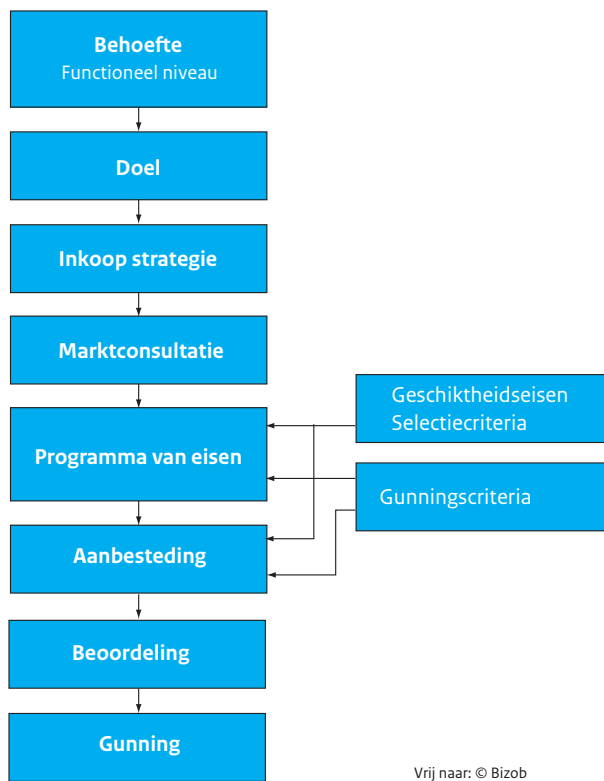 Behoefte
Functioneel niveau
Doel
Inkoop strategie
Marktconsultatie
Geschiktheidseisen
Selectiecriteria
Programma van eisen
Gunningscriteria
Aanbesteding
Beoordeling
Gunning
Vrij naar: © Bizob